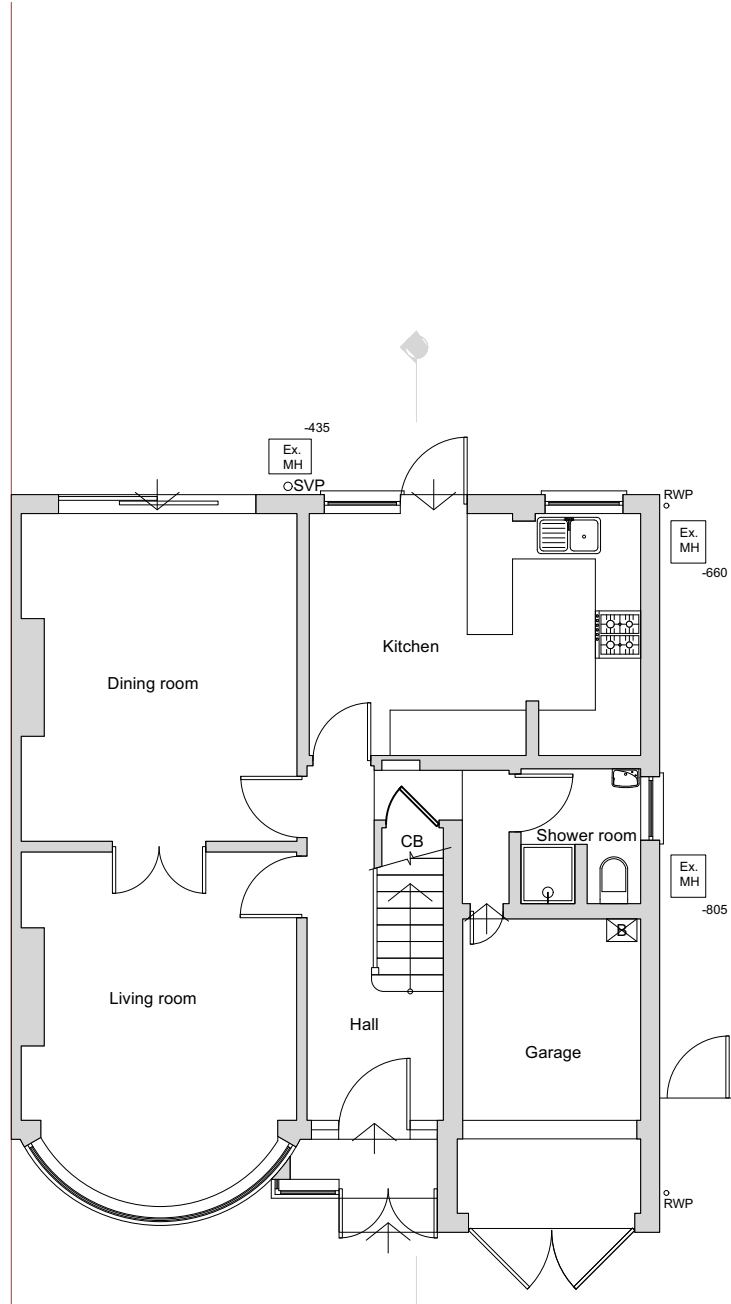 -435
Ex.
MH
SVP
RWP
Ex.
MH
-660
Kitchen
Dining room
CB
Shower room
Ex.
MH
-805
B
Living room
Hall
Garage
RWP